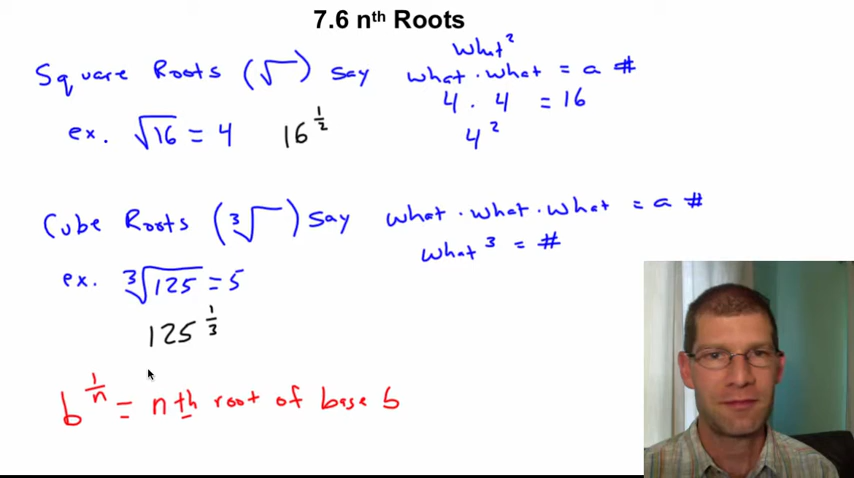 7.6 nth Roots
What²
Square Roots (√) say what · what = a #
4 · 4 = 16
ex. √16 = 4 16^1/2
4²
Cube Roots (³√) say what · what · what = a #
what³ = #
ex. ³√125 = 5
125^1/3
b^1/n = nth root of base b